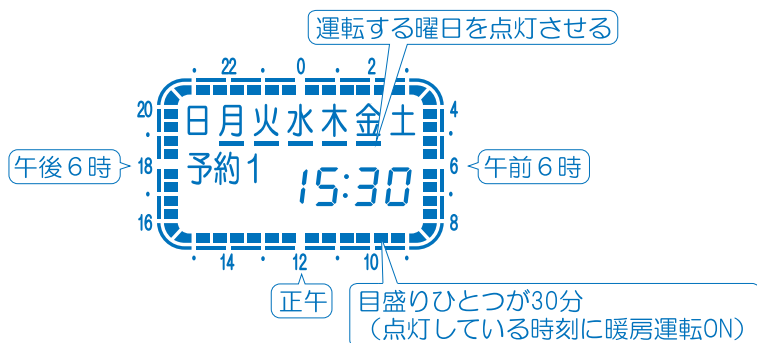 運転する曜日を点灯させる
22 0 2
20 4
日月火水木金土
午後6時 18 予約1 6 午前6時
15:30
16 8
14 12 10
正午
目盛りひとつが30分
(点灯している時刻に暖房運転ON)